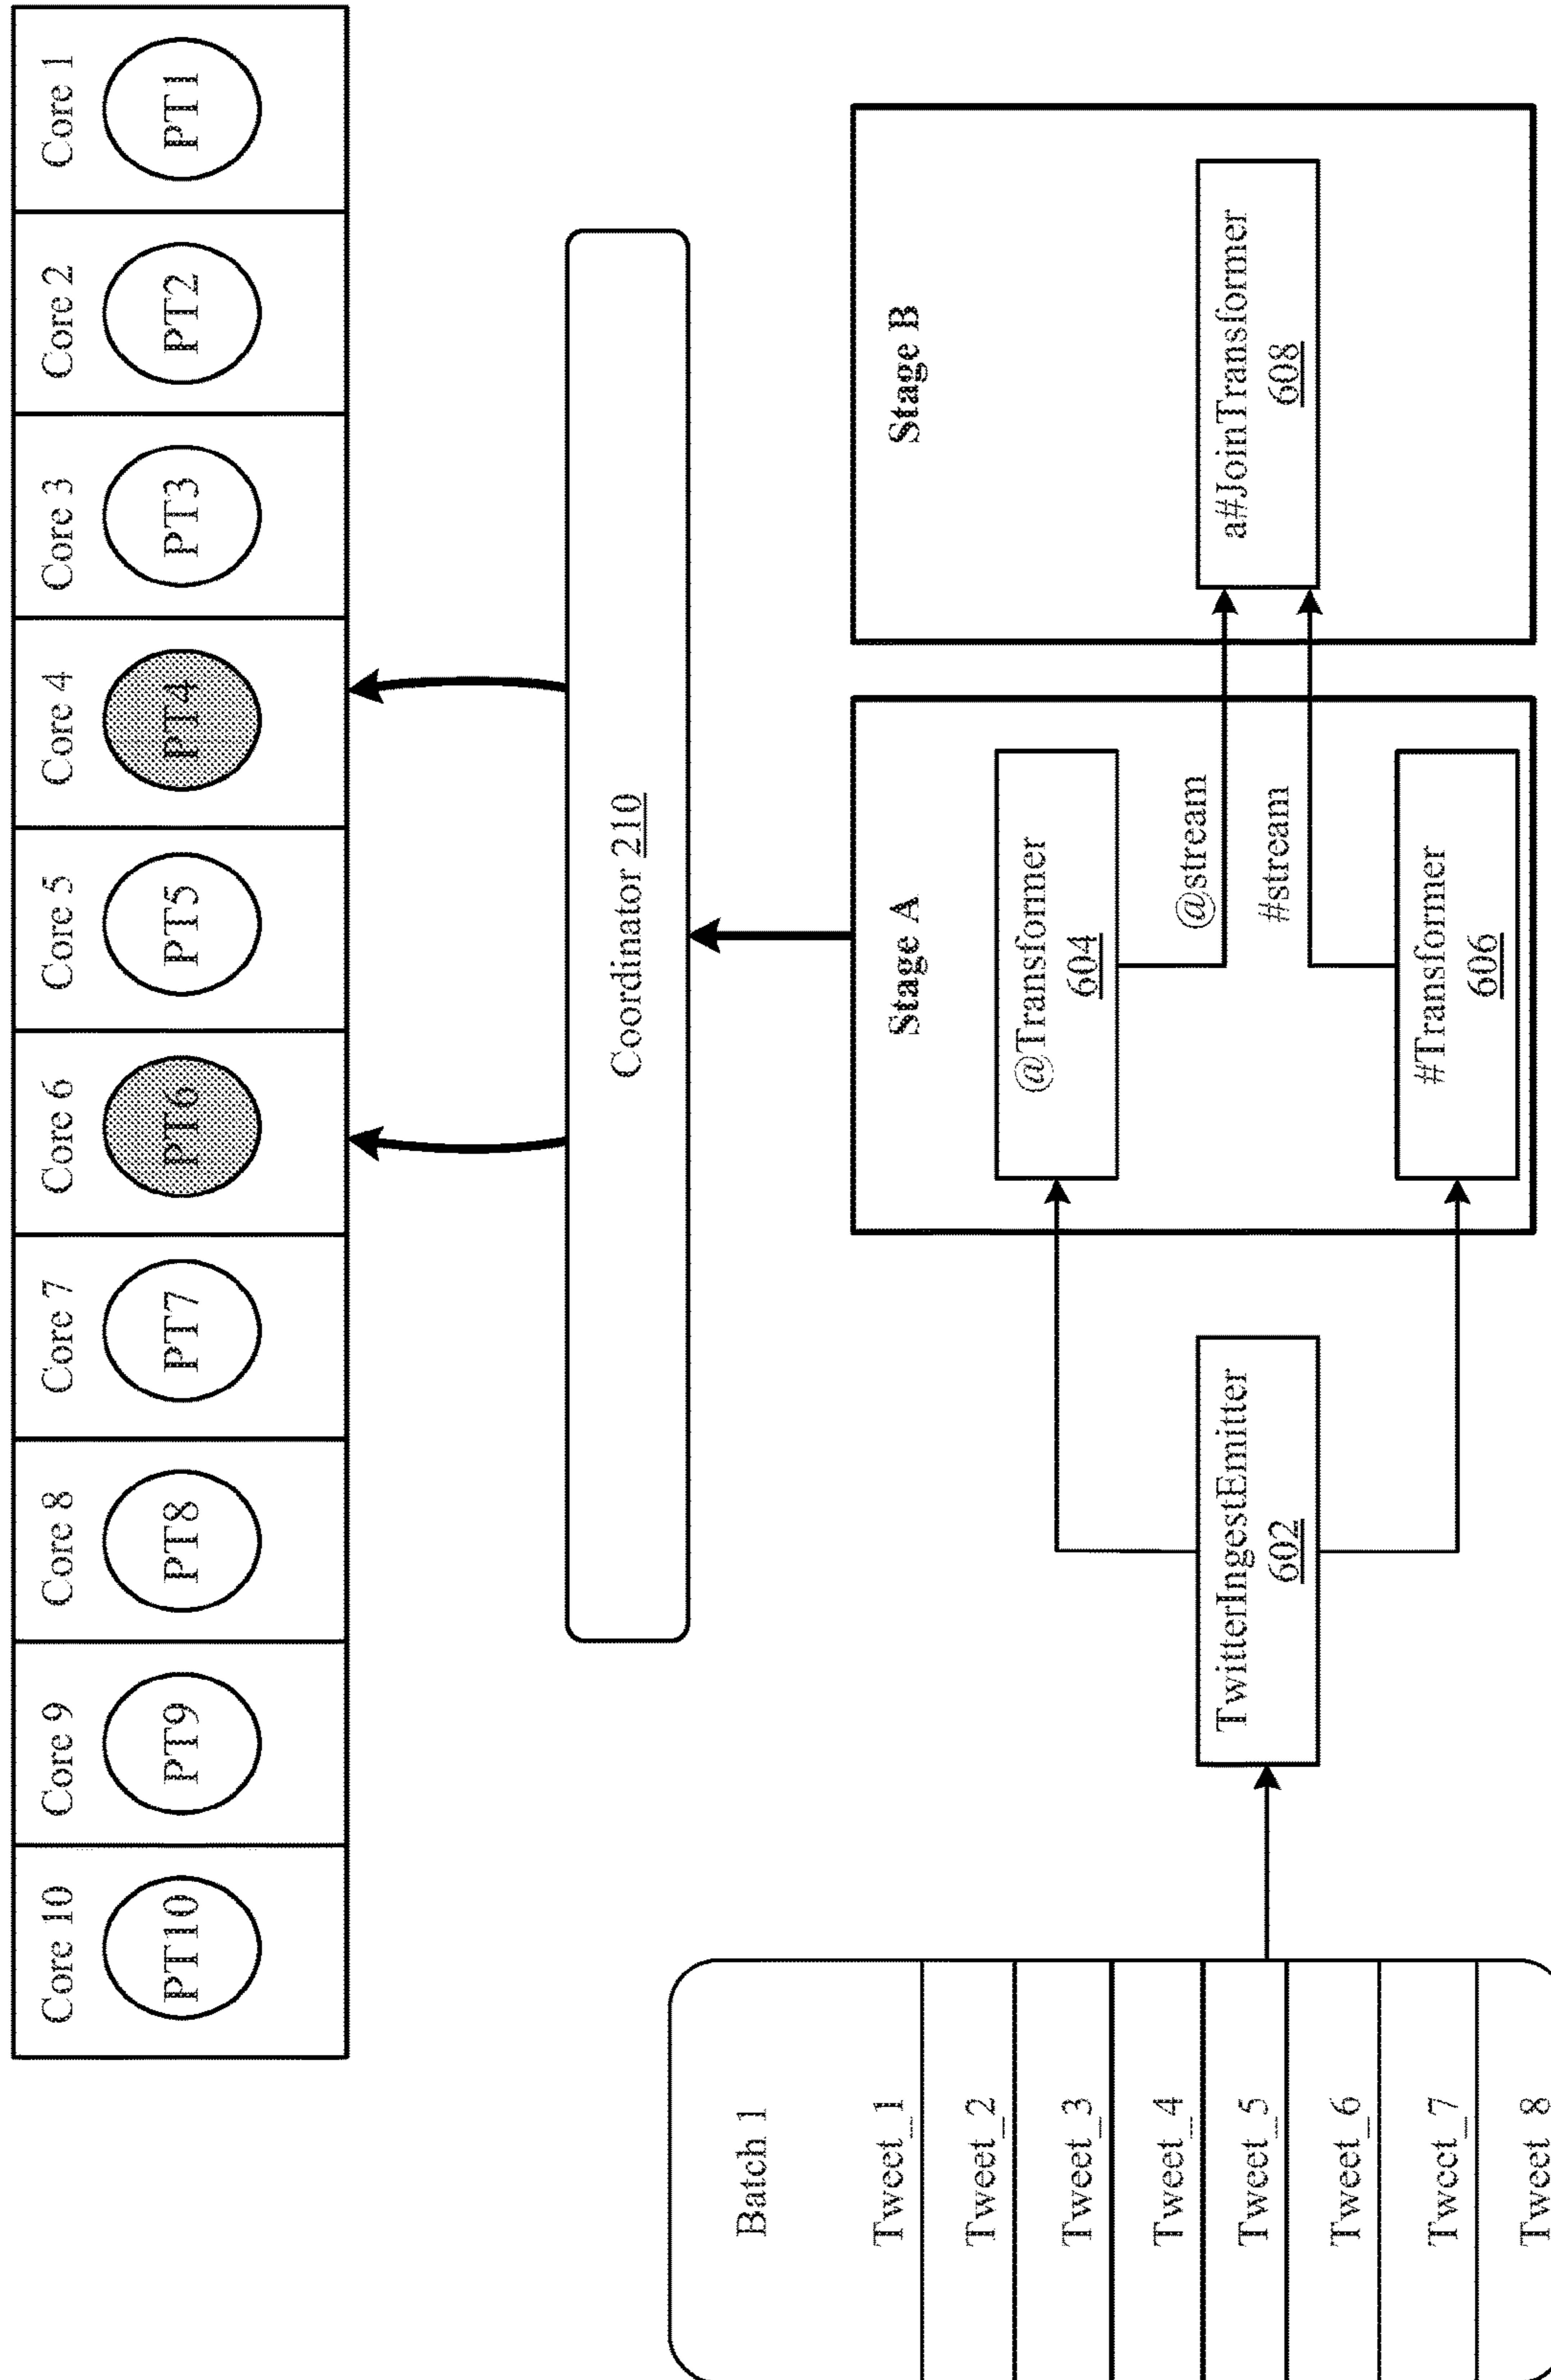 Core 10
Core 9
Core 8
Core 7
Core 6
Core 5
Core 4
Core 3
Core 2
Core 1
PT10
PT9
PT8
PT7
PT6
PT5
PT4
PT3
PT2
PT1
Coordinator 210
Batch 1
Tweet_1
Tweet_2
Tweet_3
Tweet_4
Tweet_5
Tweet_6
Tweet_7
Tweet 8
TwitterIngestEmitter
602
Stage A
@Transformer
604
@stream
#stream
#Transformer
606
Stage B
a#JoinTransformer
608